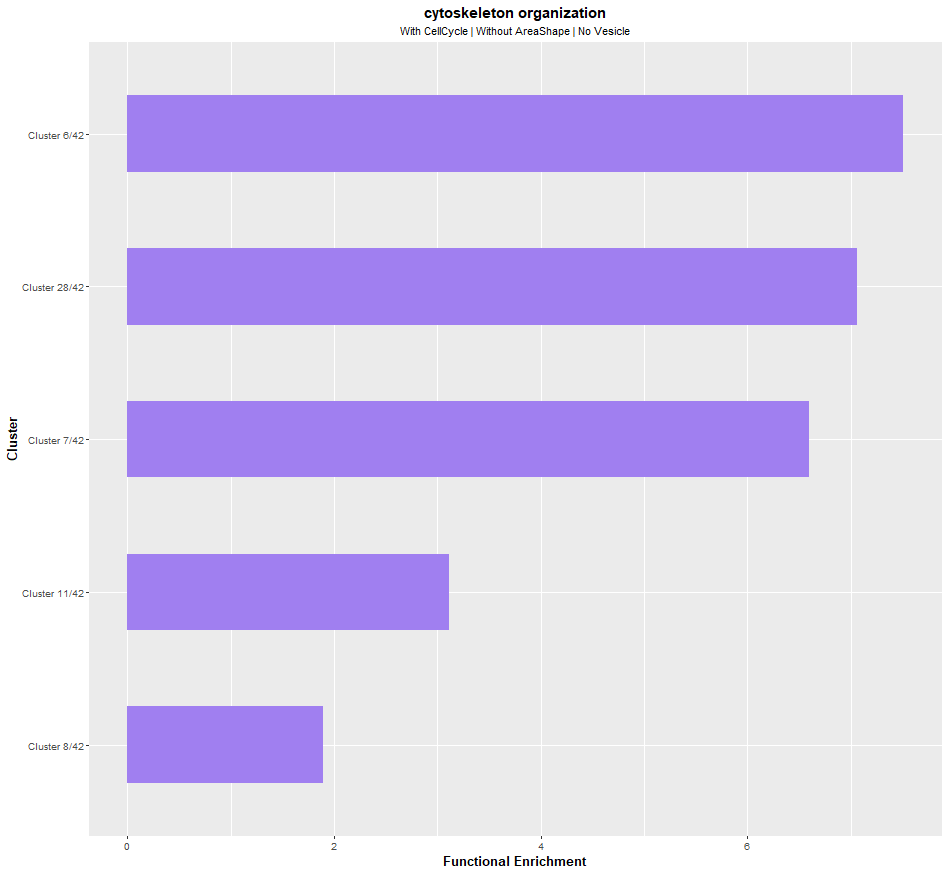 cytoskeleton organization
With CellCycle | Without AreaShape | No Vesicle
Cluster
Cluster 6/42
Cluster 28/42
Cluster 7/42
Cluster 11/42
Cluster 8/42
0 2 4 6
Functional Enrichment